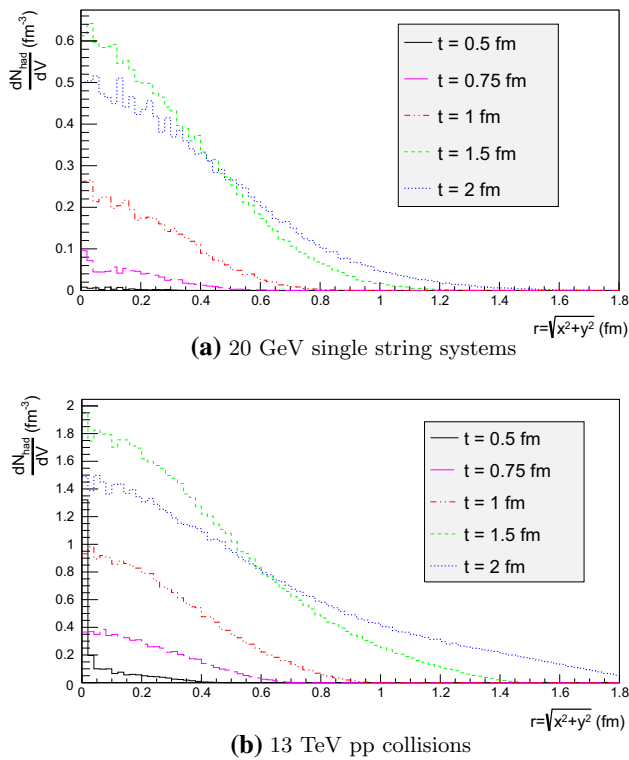 dN_had/dV (fm^-3)
0.6
0.5
0.4
0.3
0.2
0.1
0
t = 0.5 fm
t = 0.75 fm
t = 1 fm
t = 1.5 fm
t = 2 fm
0 0.2 0.4 0.6 0.8 1.0 1.2 1.4 1.6 1.8
r=√x²+y² (fm)
(a) 20 GeV single string systems
dN_had/dV (fm^-3)
2
1.8
1.6
1.4
1.2
1
0.8
0.6
0.4
0.2
0
t = 0.5 fm
t = 0.75 fm
t = 1 fm
t = 1.5 fm
t = 2 fm
0 0.2 0.4 0.6 0.8 1.0 1.2 1.4 1.6 1.8
r=√x²+y² (fm)
(b) 13 TeV pp collisions